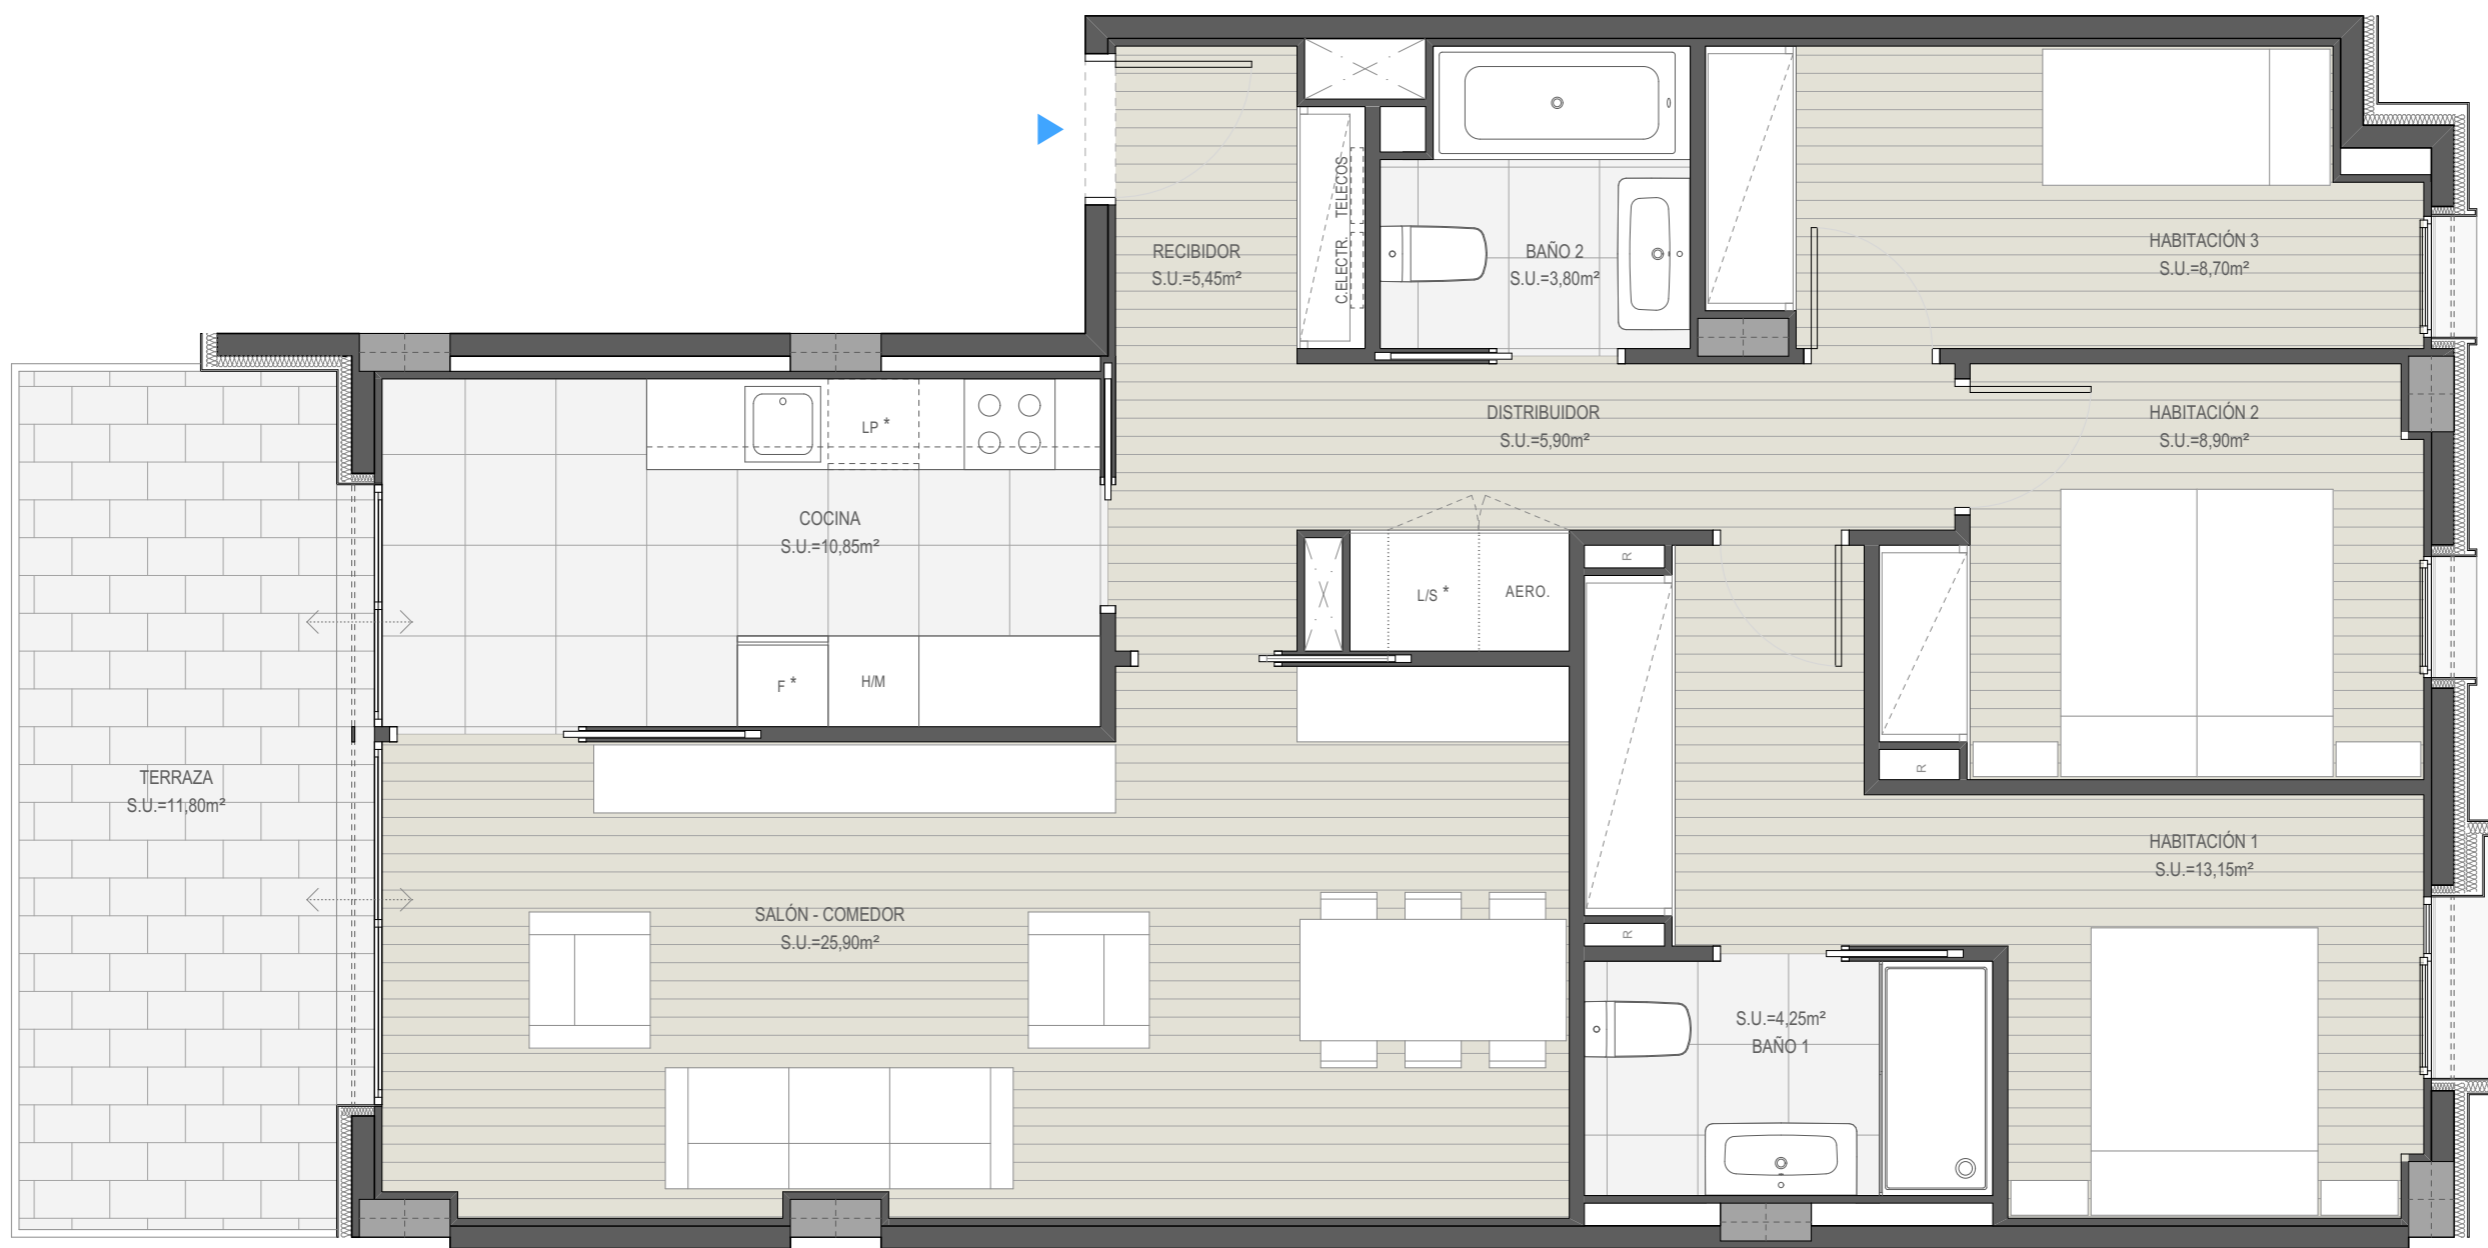 RECIBIDOR
S.U.=5,45m²
C.ELECTR. TELECOS
BAÑO 2
S.U.=3,80m²
HABITACIÓN 3
S.U.=8,70m²
DISTRIBUIDOR
S.U.=5,90m²
HABITACIÓN 2
S.U.=8,90m²
LP *
COCINA
S.U.=10,85m²
F *
H/M
L/S *
AERO.
R
R
R
TERRAZA
S.U.=11,80m²
SALÓN - COMEDOR
S.U.=25,90m²
HABITACIÓN 1
S.U.=13,15m²
S.U.=4,25m²
BAÑO 1